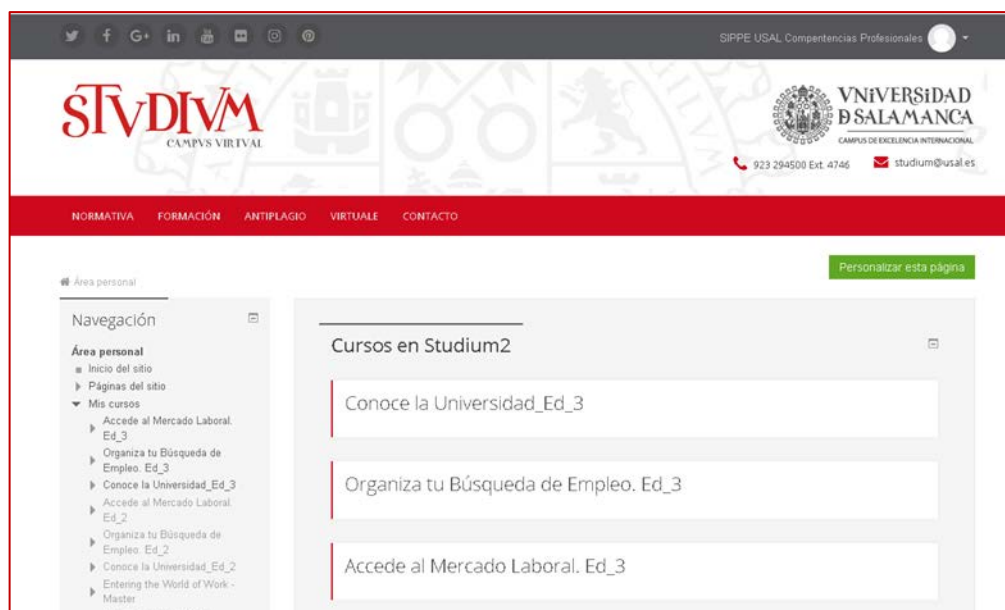 SIPPE USAL Compentencias Profesionales
STVDIVM
CAMPVS VIRTVAL
VNiVERSiDAD
D SALAMANCA
CAMPUS DE EXCELENCIA INTERNACIONAL
923 294500 Ext. 4746 studium@usal.es
NORMATIVA FORMACIÓN ANTIPLAGIO VIRTUALE CONTACTO
Personalizar esta página
Área personal
Navegación
Área personal
Inicio del sitio
Páginas del sitio
Mis cursos
Accede al Mercado Laboral.
Ed_3
Organiza tu Búsqueda de
Empleo. Ed_3
Conoce la Universidad_Ed_3
Accede al Mercado Laboral.
Ed_2
Organiza tu Búsqueda de
Empleo. Ed_2
Conoce la Universidad_Ed_2
Entering the World of Work -
Master
Cursos en Studium2
Conoce la Universidad_Ed_3
Organiza tu Búsqueda de Empleo. Ed_3
Accede al Mercado Laboral. Ed_3